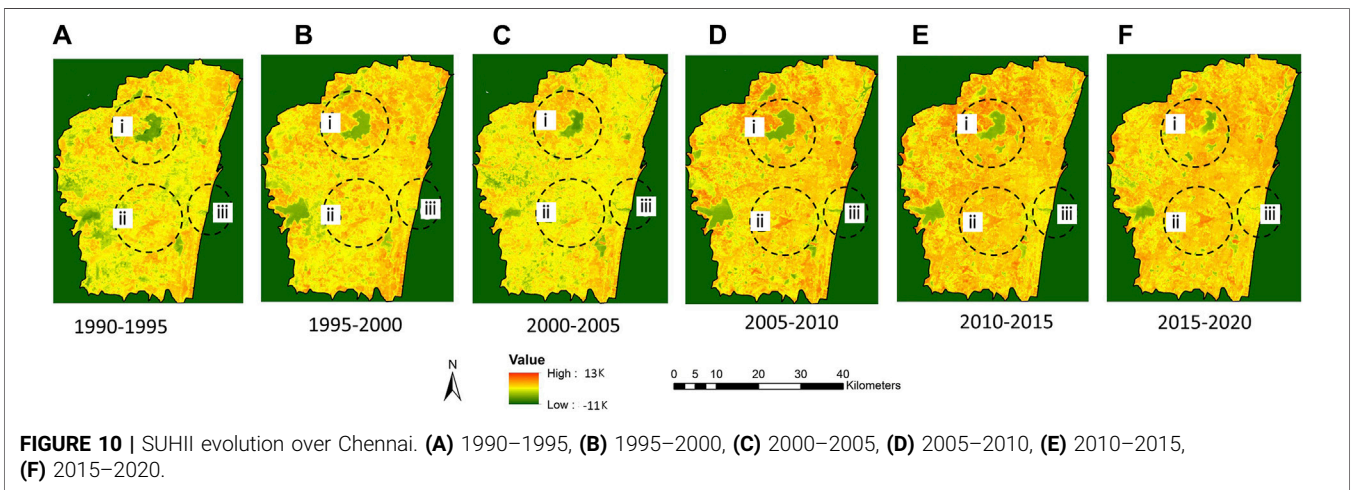 A B C D E F
i i i i i i
ii ii ii ii ii ii
iii iii iii iii iii iii
1990-1995 1995-2000 2000-2005 2005-2010 2010-2015 2015-2020
N
Value
High : 13K
Low : -11K
0 5 10 20 30 40
Kilometers
FIGURE 10 | SUHII evolution over Chennai. (A) 1990–1995, (B) 1995–2000, (C) 2000–2005, (D) 2005–2010, (E) 2010–2015,
(F) 2015–2020.